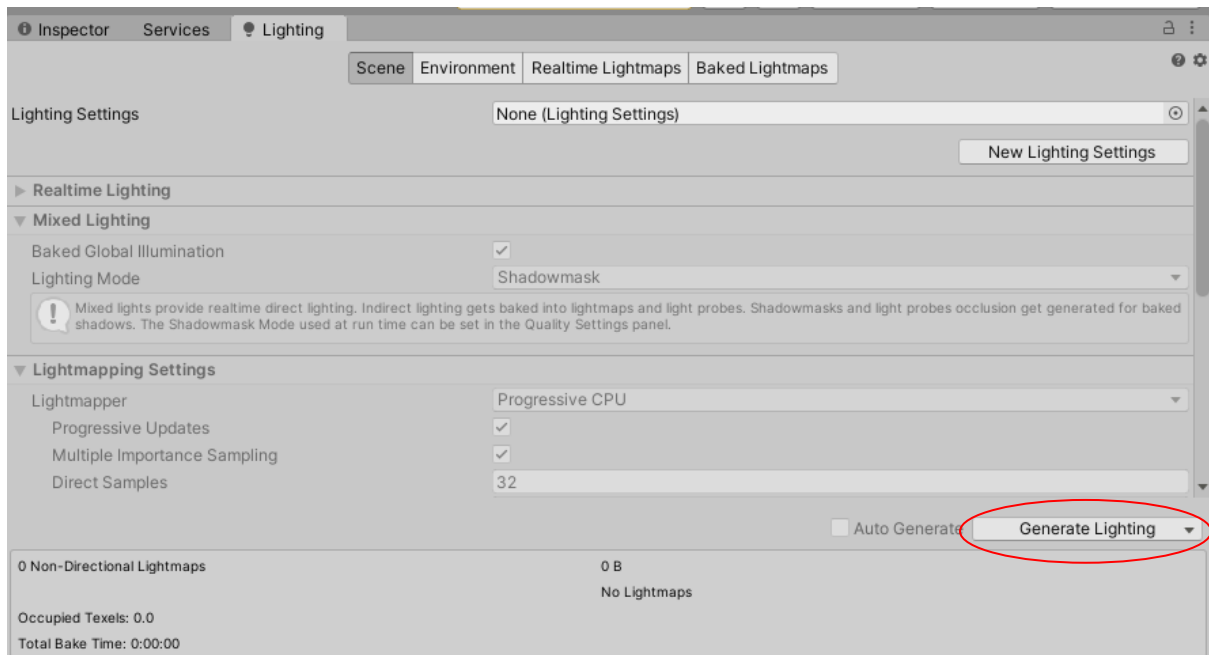 Inspector Services Lighting
Scene Environment Realtime Lightmaps Baked Lightmaps
Lighting Settings None (Lighting Settings)
New Lighting Settings
Realtime Lighting
Mixed Lighting
Baked Global Illumination
Lighting Mode Shadowmask
Mixed lights provide realtime direct lighting. Indirect lighting gets baked into lightmaps and light probes. Shadowmasks and light probes occlusion get generated for baked
shadows. The Shadowmask Mode used at run time can be set in the Quality Settings panel.
Lightmapping Settings
Lightmapper Progressive CPU
Progressive Updates
Multiple Importance Sampling
Direct Samples 32
Auto Generate Generate Lighting
0 Non-Directional Lightmaps 0 B
No Lightmaps
Occupied Texels: 0.0
Total Bake Time: 0:00:00